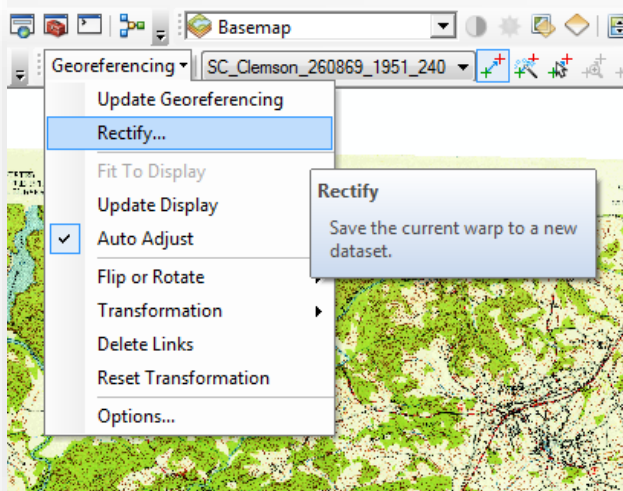 Basemap
Georeferencing
SC_Clemson_260869_1951_240
Update Georeferencing
Rectify...
Fit To Display
Update Display
Auto Adjust
Flip or Rotate
Transformation
Delete Links
Reset Transformation
Options...
Rectify
Save the current warp to a new
dataset.